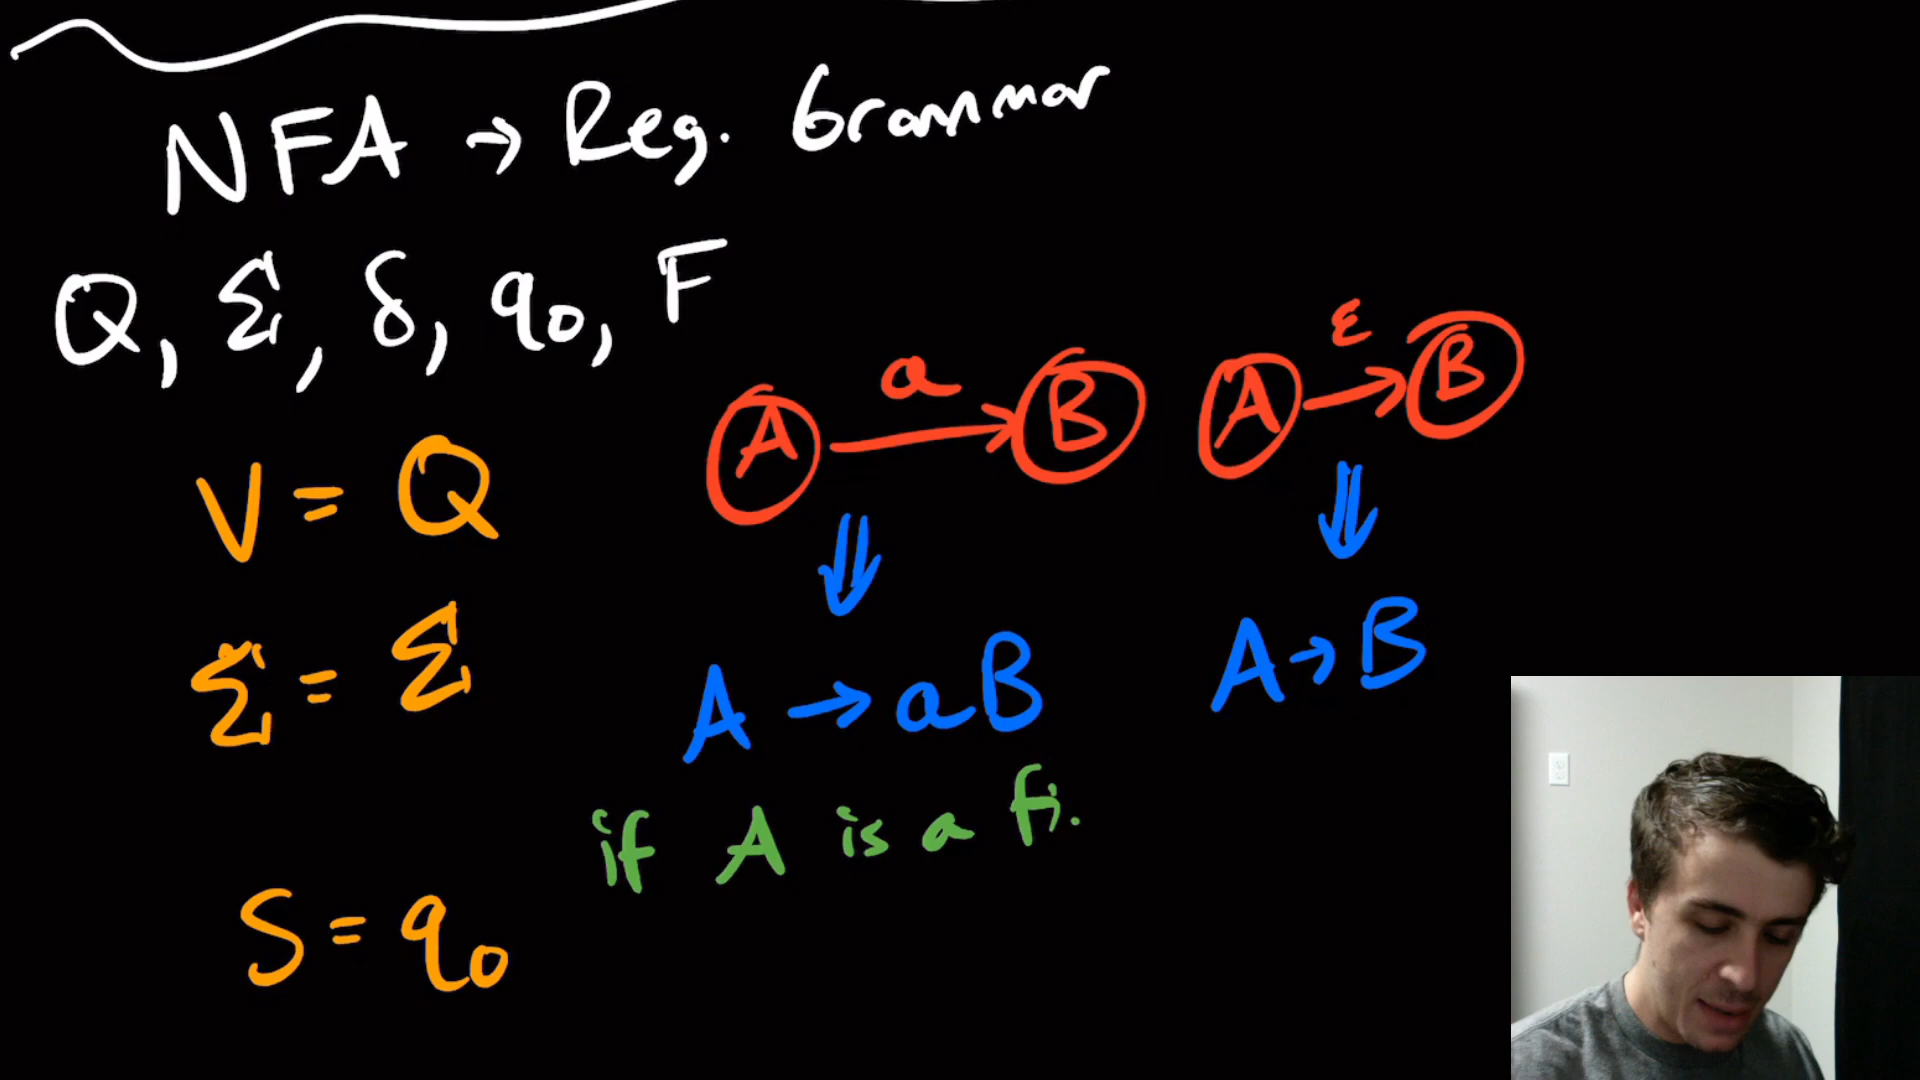 NFA → Reg. Grammar
Q, Σ, δ, q₀, F
V = Q
Σ = Σ
S = q₀
A a B
A → aB
A ε B
A → B
if A is a fi.